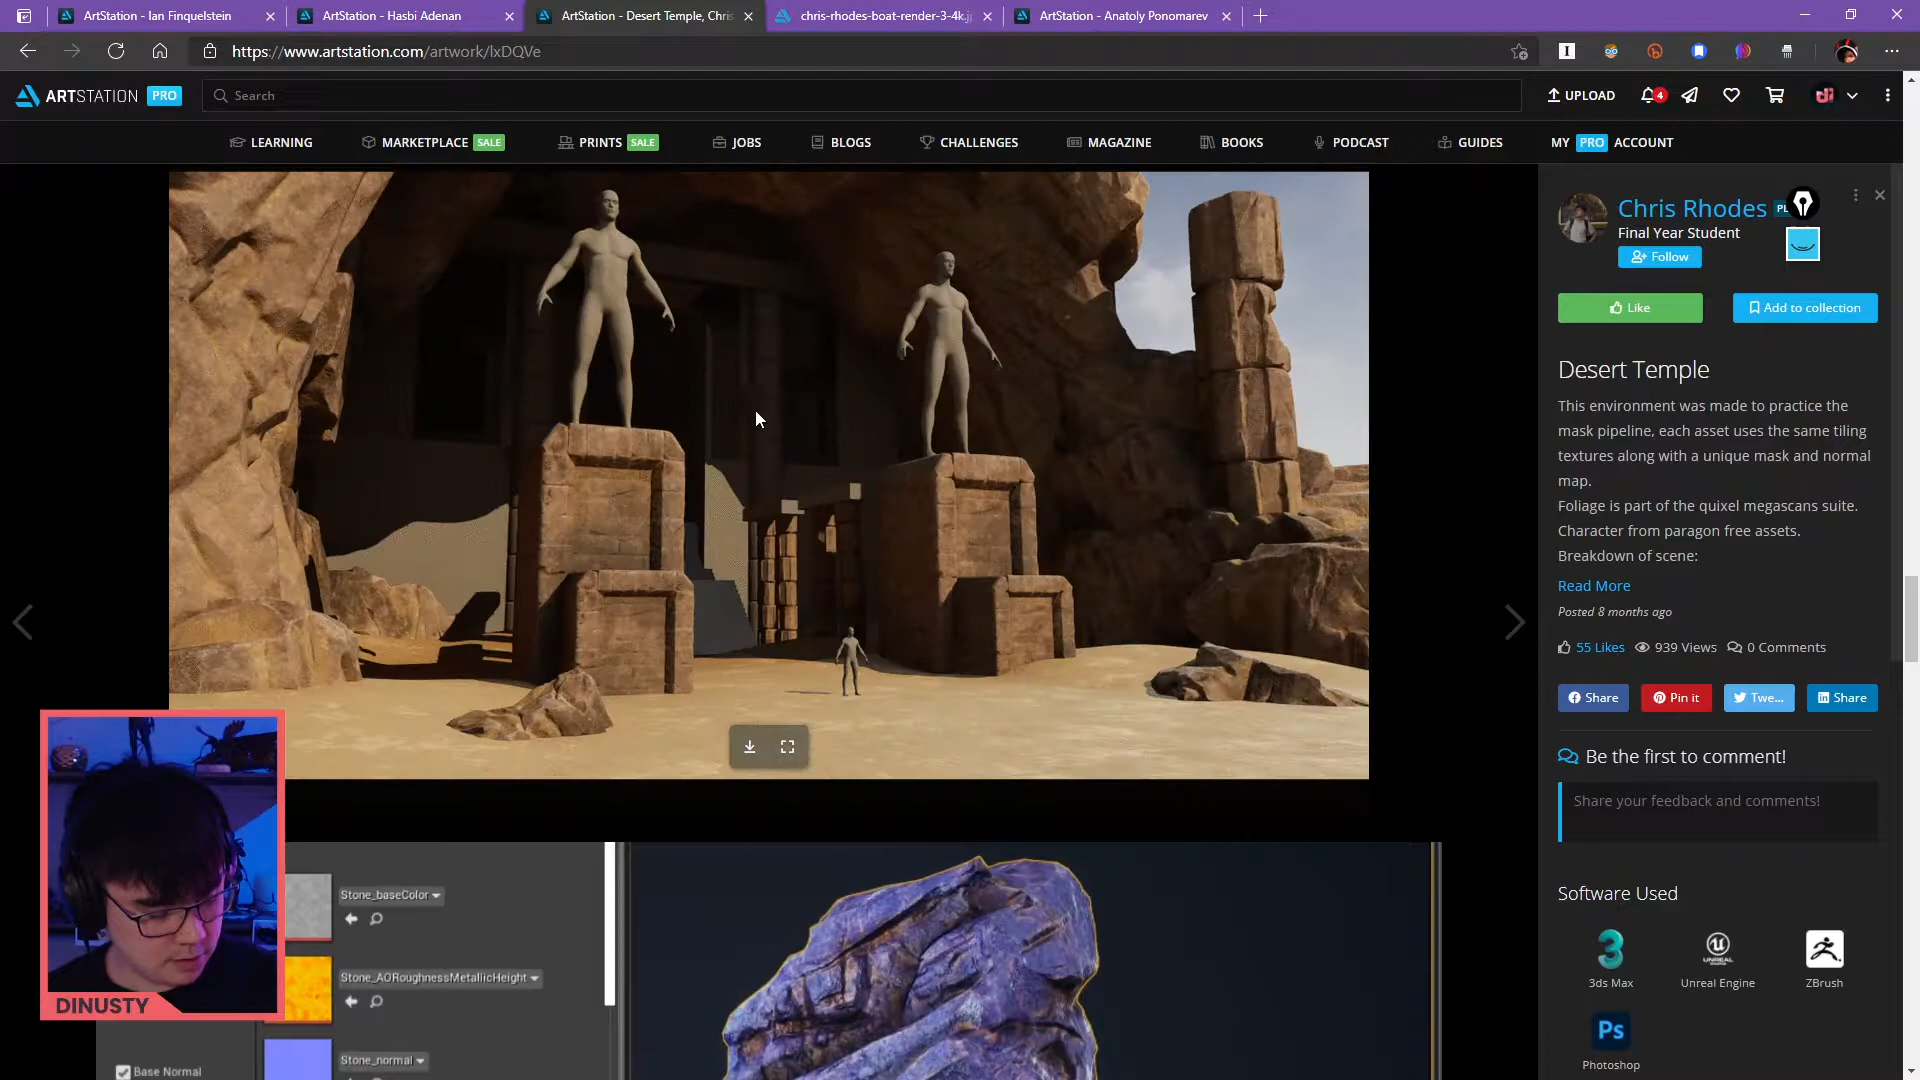 ArtStation - Ian Finquelstein
ArtStation - Hasbi Adenan
ArtStation - Desert Temple, Chris
chris-rhodes-boat-render-3-4k.j
ArtStation - Anatoly Ponomarev
https://www.artstation.com/artwork/lxDQVe
ARTSTATION PRO
Search
UPLOAD
4
LEARNING
MARKETPLACE SALE
PRINTS SALE
JOBS
BLOGS
CHALLENGES
MAGAZINE
BOOKS
PODCAST
GUIDES
MY PRO ACCOUNT
Chris Rhodes
Final Year Student
Follow
Like
Add to collection
Desert Temple
This environment was made to practice the
mask pipeline, each asset uses the same tiling
textures along with a unique mask and normal
map.
Foliage is part of the quixel megascans suite.
Character from paragon free assets.
Breakdown of scene:
Read More
Posted 8 months ago
55 Likes 939 Views 0 Comments
Share
Pin it
Twe...
Share
Be the first to comment!
Share your feedback and comments!
Software Used
3ds Max
Unreal Engine
ZBrush
Ps
Photoshop
Stone_baseColor
Stone_AORoughnessMetallicHeight
Stone_normal
Base Normal
DINUSTY